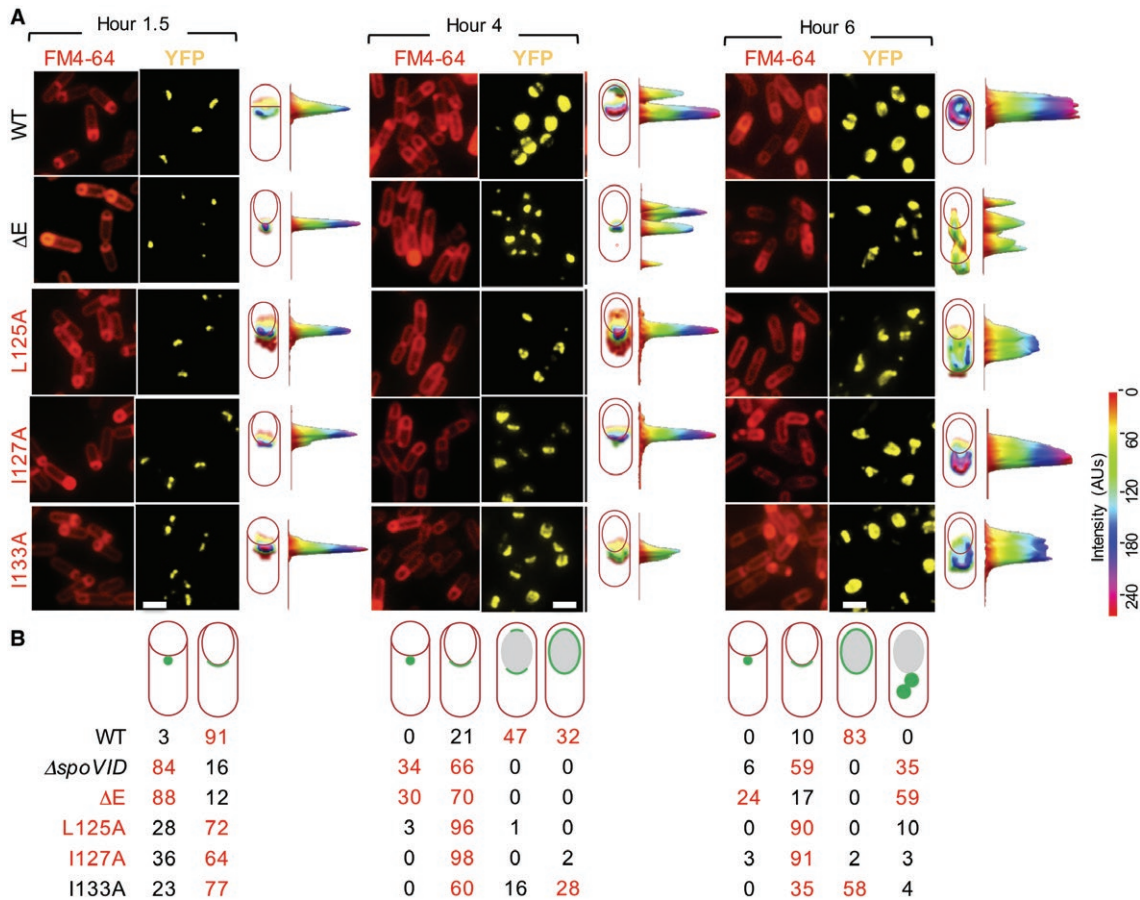 A
Hour 1.5 Hour 4 Hour 6
FM4-64 YFP FM4-64 YFP FM4-64 YFP
WT
ΔE
L125A
I127A
I133A
0
60
120
180
240
Intensity (AUs)
B
WT 3 91 0 21 47 32 0 10 83 0
ΔspoVID 84 16 34 66 0 0 6 59 0 35
ΔE 88 12 30 70 0 0 24 17 0 59
L125A 28 72 3 96 1 0 0 90 0 10
I127A 36 64 0 98 0 2 3 91 2 3
I133A 23 77 0 60 16 28 0 35 58 4